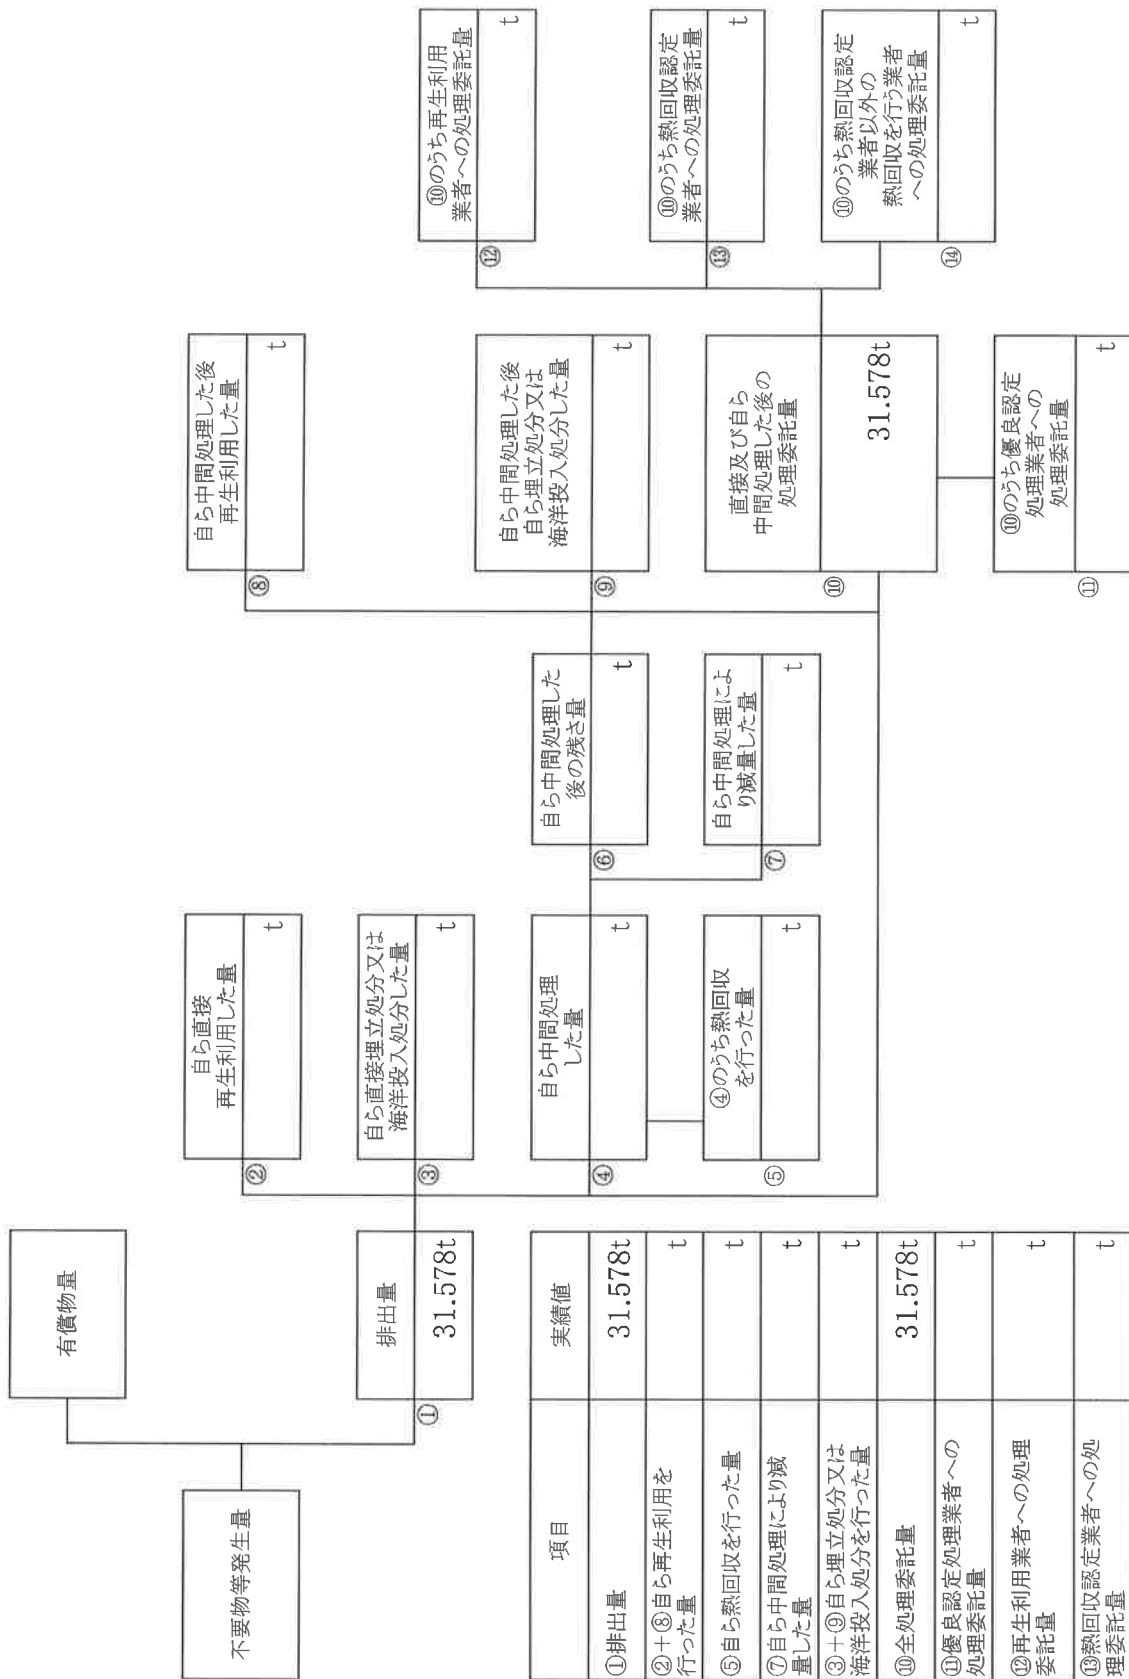 不要物等発生量
有償物量
①
排出量
31.578t
②
自ら直接
再生利用した量
t
③
自ら直接埋立処分又は
海洋投入処分した量
t
④
自ら中間処理
した量
t
⑤
④のうち熱回収
を行った量
t
⑥
自ら中間処理した
後の残さ量
t
⑦
自ら中間処理によ
り減量した量
t
⑧
自ら中間処理した後
再生利用した量
t
⑨
自ら中間処理した後
自ら埋立処分又は
海洋投入処分した量
t
⑩
直接及び自ら
中間処理した後の
処理委託量
31.578t
⑪
⑩のうち優良認定
処理業者への
処理委託量
t
⑫
⑩のうち再生利用
業者への処理委託量
t
⑬
⑩のうち熱回収認定
業者への処理委託量
t
⑭
⑩のうち熱回収認定
業者以外の
熱回収を行う業者
への処理委託量
t
項目
実績値
①排出量
31.578t
②+⑧自ら再生利用を
行った量
t
⑤自ら熱回収を行った量
t
⑦自ら中間処理により減
量した量
t
③+⑨自ら埋立処分又は
海洋投入処分を行った量
t
⑩全処理委託量
31.578t
⑪優良認定処理業者への
処理委託量
t
⑫再生利用業者への処理
委託量
t
⑬熱回収認定業者への処
理委託量
t